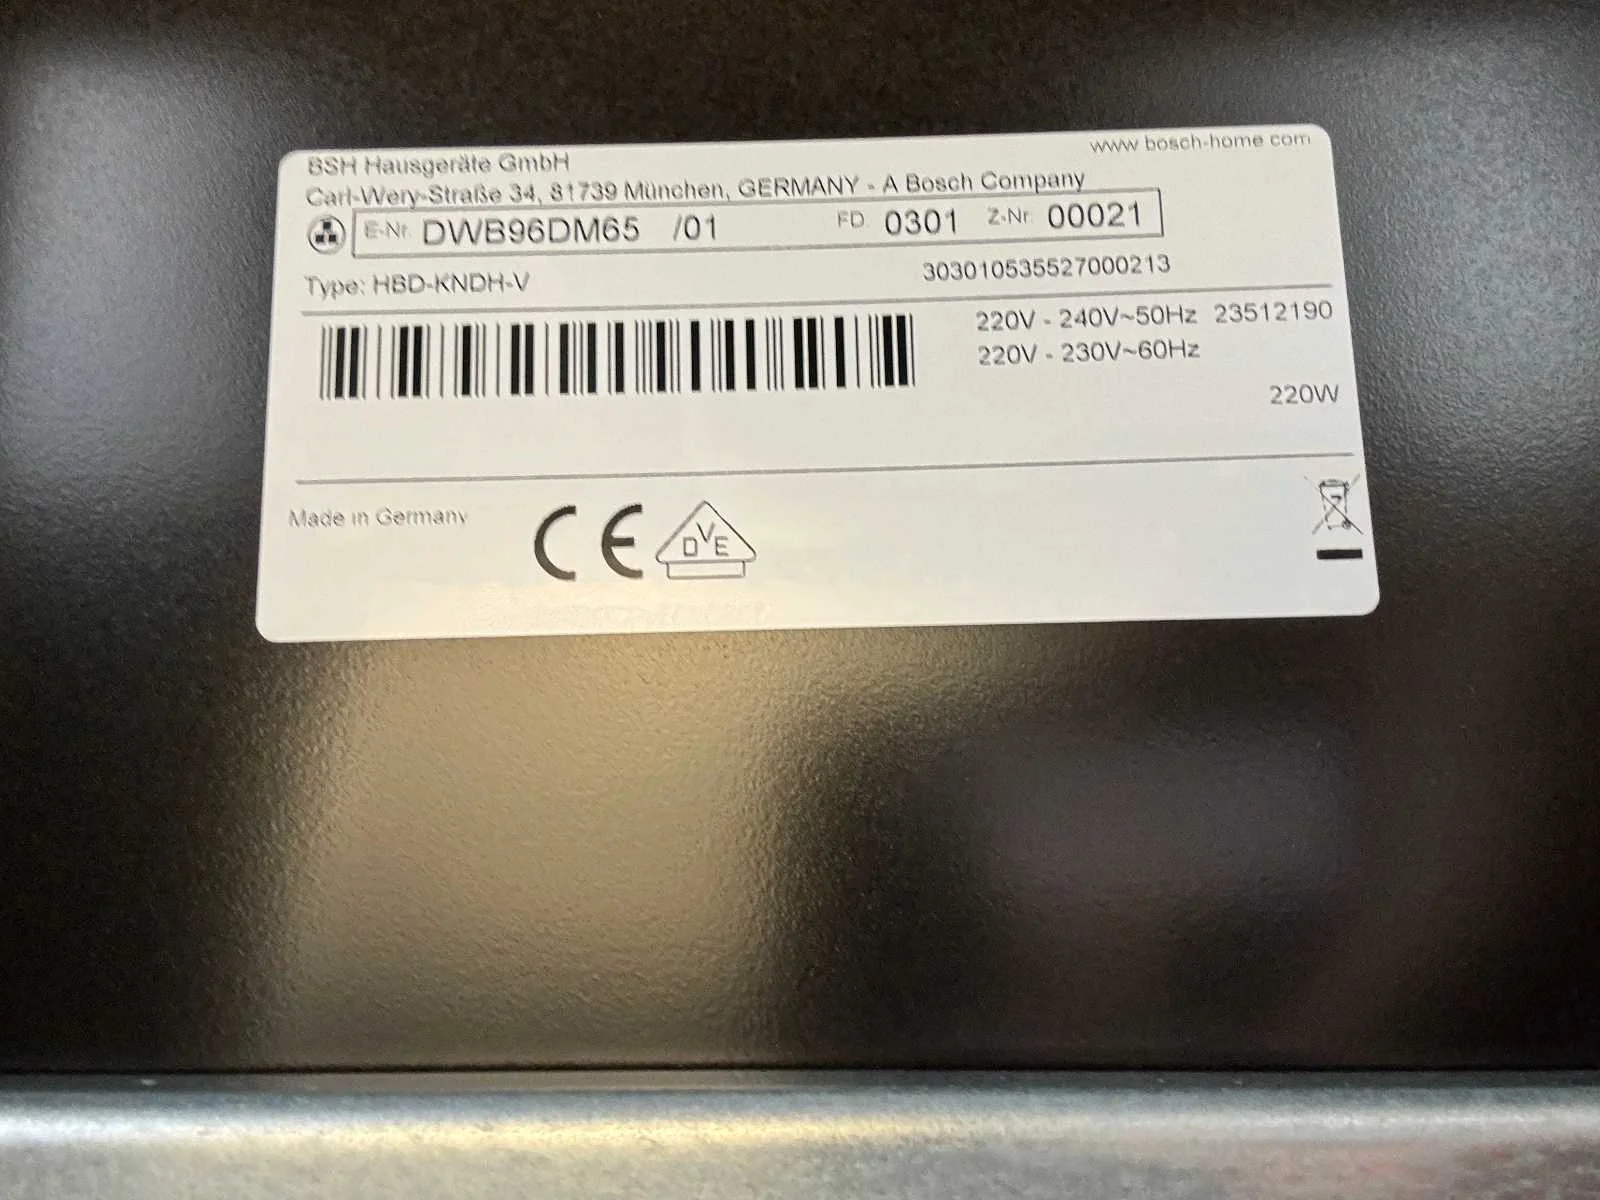 BSH Hausgeräte GmbH
www.bosch-home.com
Carl-Wery-Straße 34, 81739 München, GERMANY - A Bosch Company
E-Nr. DWB96DM65 /01 FD. 0301 Z-Nr. 00021
Type: HBD-KNDH-V 303010535527000213
220V - 240V~50Hz 23512190
220V - 230V~60Hz
220W
Made in Germany CE DVE